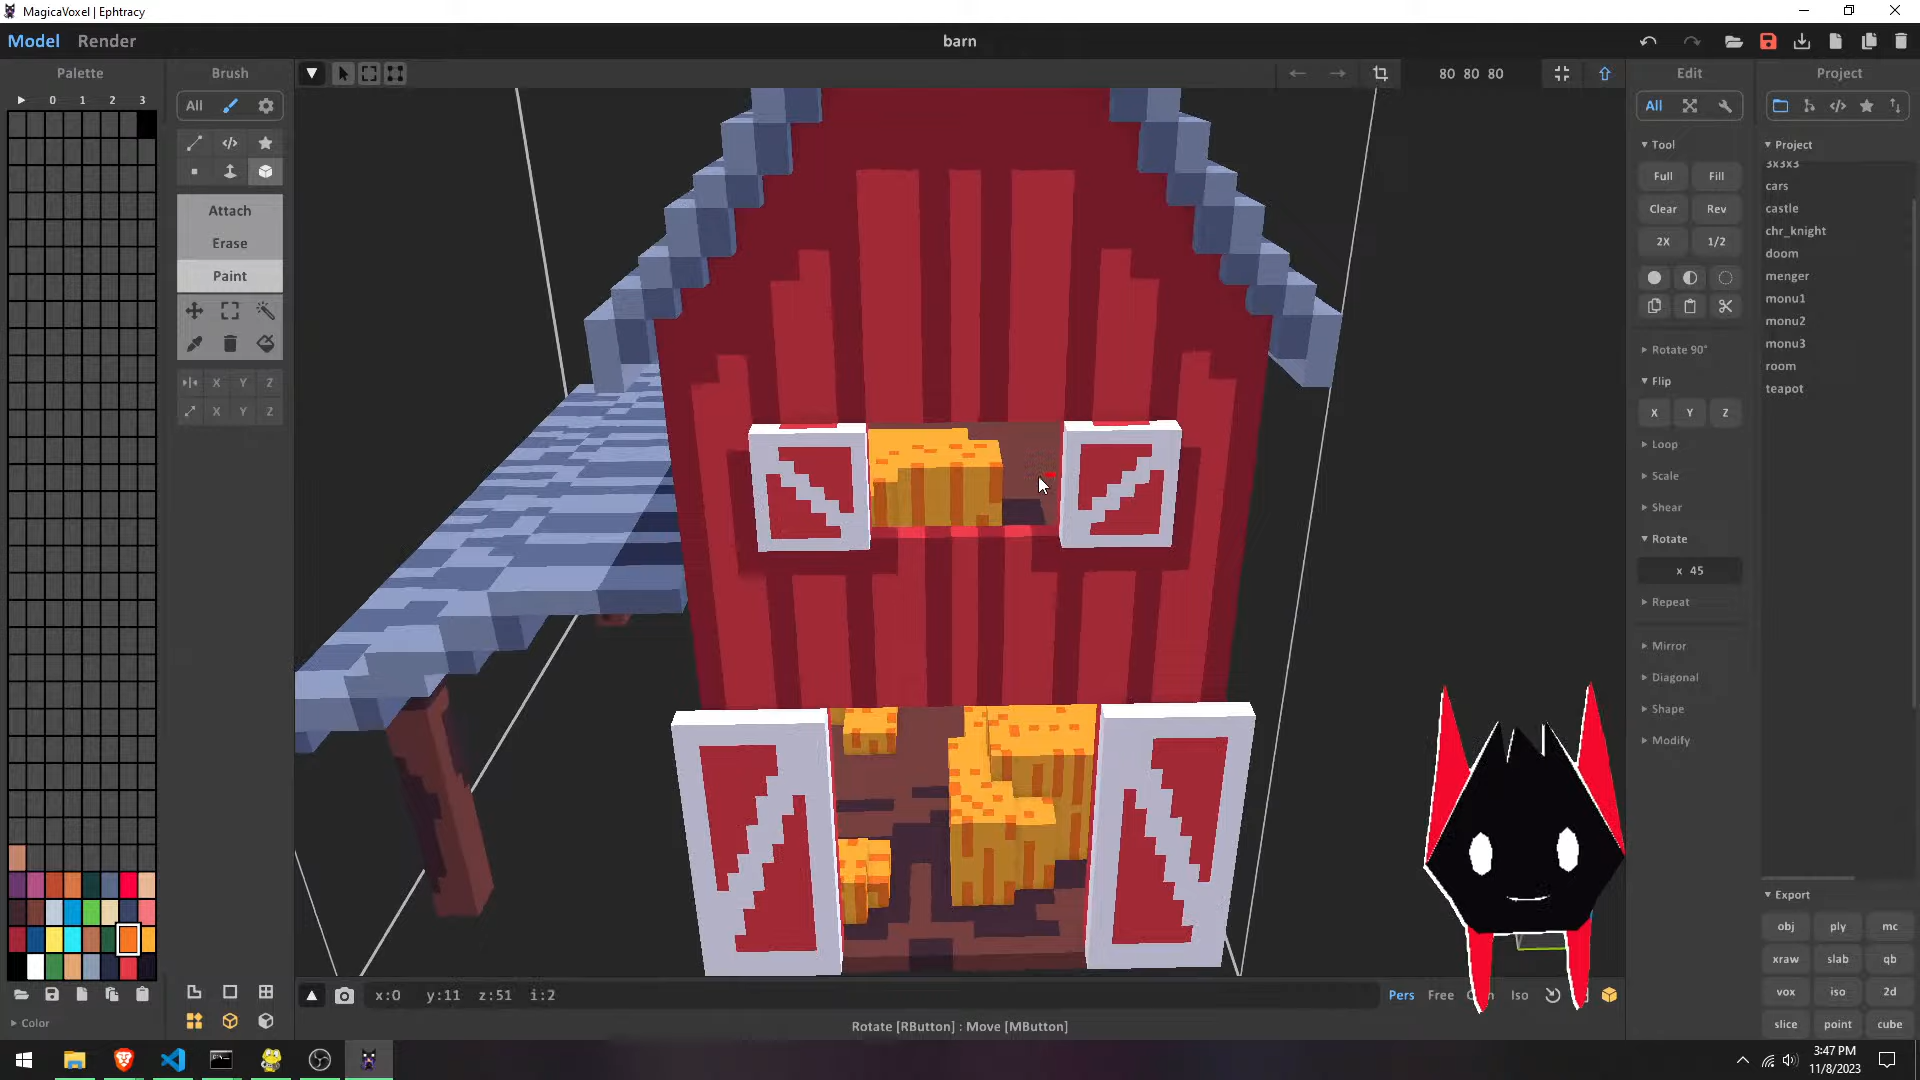 MagicaVoxel | Ephtracy
Model Render
barn
Palette
0 1 2 3
Color
Brush
All
Attach
Erase
Paint
X Y Z
X Y Z
80 80 80
x:0 y:11 z:51 i:2
Pers Free Iso
Rotate [RButton] : Move [MButton]
Edit
All
Tool
Full Fill
Clear Rev
2X 1/2
Rotate 90°
Flip
X Y Z
Loop
Scale
Shear
Rotate
x 45
Repeat
Mirror
Diagonal
Shape
Modify
Project
Project
3x3x3
cars
castle
chr_knight
doom
menger
monu1
monu2
monu3
room
teapot
Export
obj ply mc
xraw slab qb
vox iso 2d
slice point cube
3:47 PM
11/8/2023